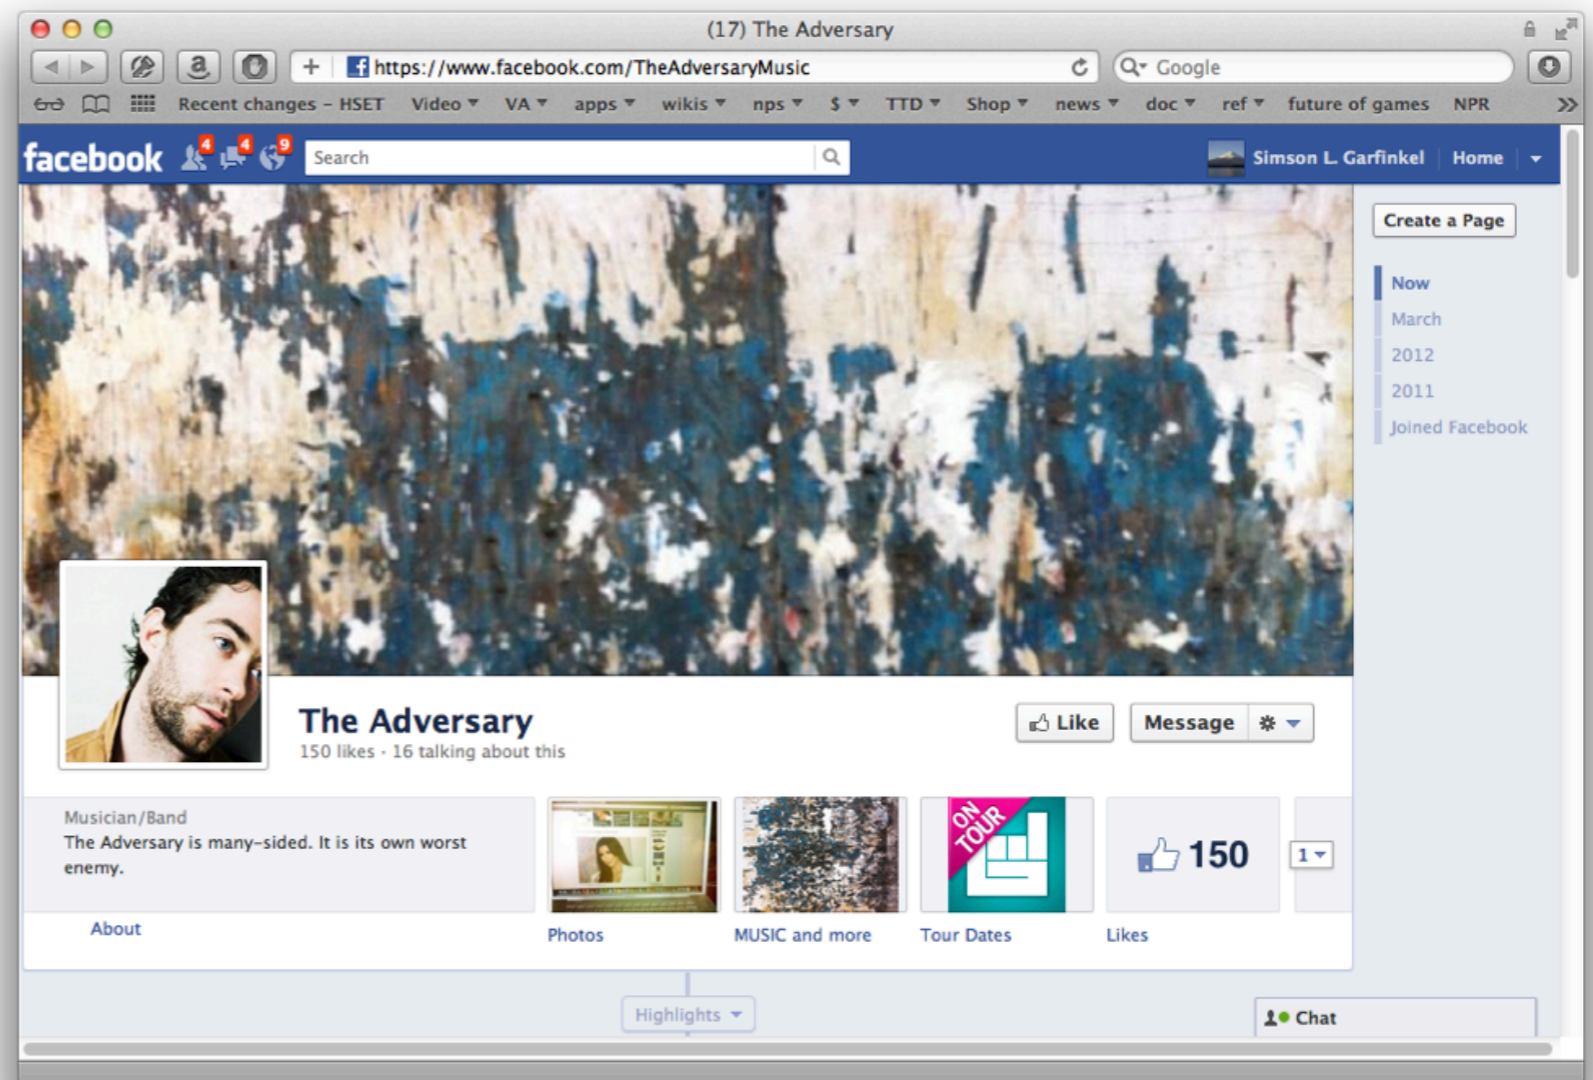 (17) The Adversary
https://www.facebook.com/TheAdversaryMusic
Google
Recent changes – HSET Video VA apps wikis nps $ TTD Shop news doc ref future of games NPR
facebook 4 4 9 Search Simson L. Garfinkel Home
Create a Page
Now
March
2012
2011
Joined Facebook
The Adversary
150 likes · 16 talking about this
Like Message
Musician/Band
The Adversary is many-sided. It is its own worst
enemy.
About
Photos
MUSIC and more
ON
TOUR
Tour Dates
150
Likes
1
Highlights
Chat